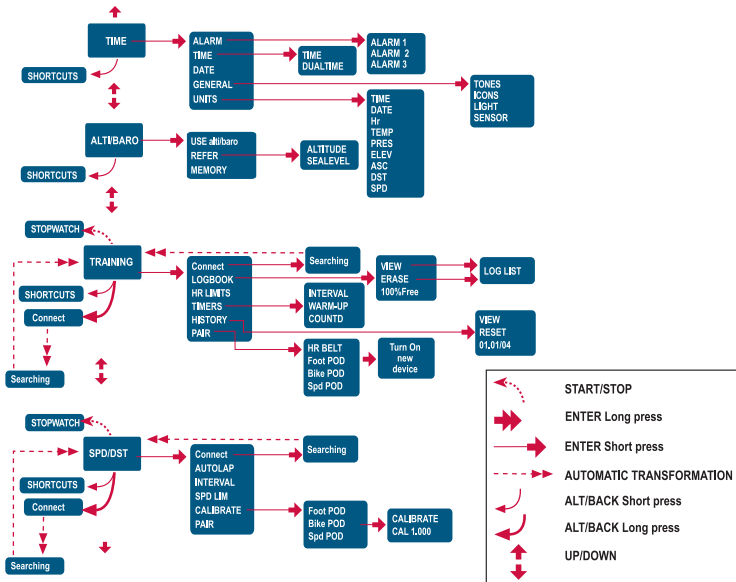 TIME
SHORTCUTS
ALARM
TIME
DATE
GENERAL
UNITS
TIME
DUALTIME
ALARM 1
ALARM 2
ALARM 3
TONES
ICONS
LIGHT
SENSOR
TIME
DATE
Hr
TEMP
PRES
ELEV
ASC
DST
SPD
ALTI/BARO
SHORTCUTS
USE alti/baro
REFER
MEMORY
ALTITUDE
SEALEVEL
STOPWATCH
TRAINING
SHORTCUTS
Connect
Searching
Connect
LOGBOOK
HR LIMITS
TIMERS
HISTORY
PAIR
Searching
VIEW
ERASE
100%Free
LOG LIST
INTERVAL
WARM-UP
COUNTD
VIEW
RESET
01,01/04
HR BELT
Foot POD
Bike POD
Spd POD
Turn On
new
device
STOPWATCH
SPD/DST
SHORTCUTS
Connect
Searching
Connect
AUTOLAP
INTERVAL
SPD LIM
CALIBRATE
PAIR
Searching
Foot POD
Bike POD
Spd POD
CALIBRATE
CAL 1.000
START/STOP
ENTER Long press
ENTER Short press
AUTOMATIC TRANSFORMATION
ALT/BACK Short press
ALT/BACK Long press
UP/DOWN